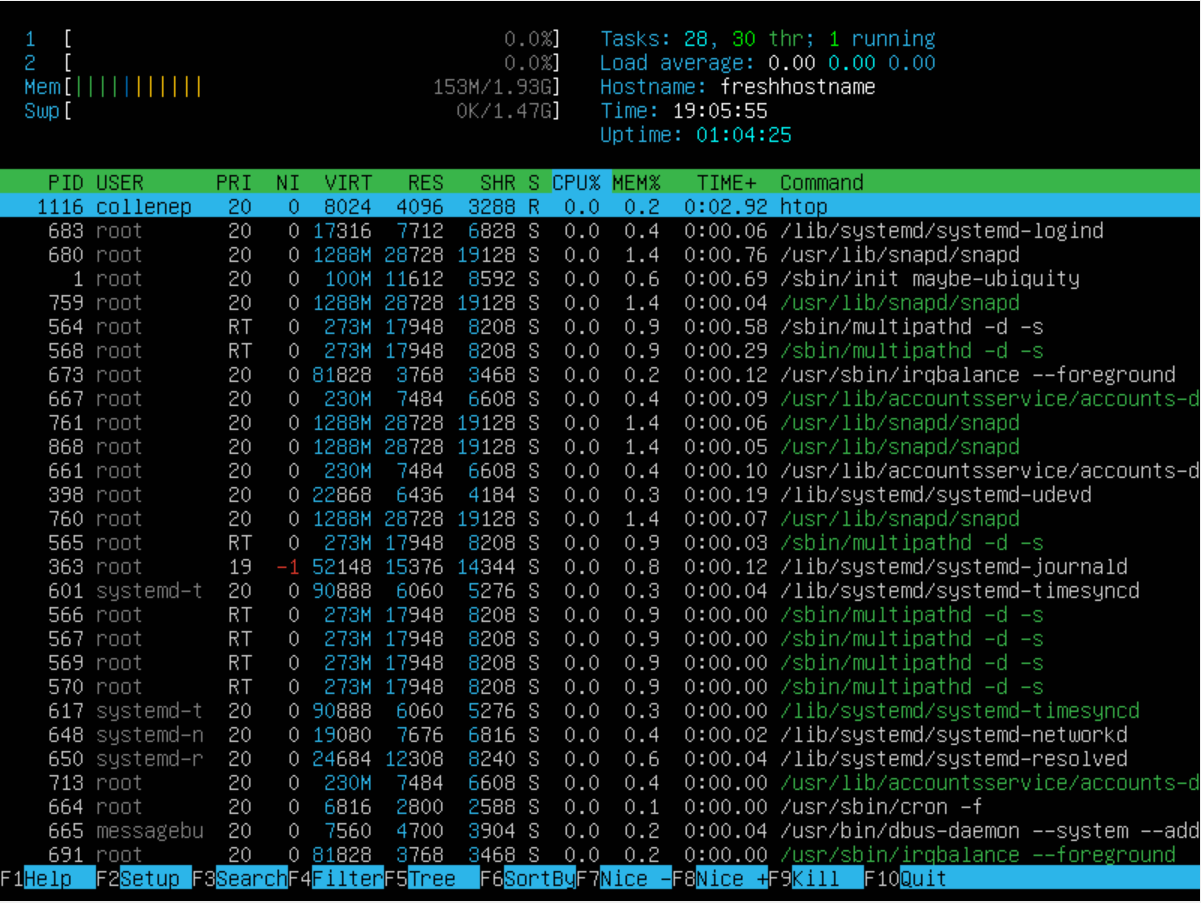 1 [ 0.0%] Tasks: 28, 30 thr; 1 running
2 [ 0.0%] Load average: 0.00 0.00 0.00
Mem[|||||||||||| 153M/1.93G] Hostname: freshhostname
Swp[ 0K/1.47G] Time: 19:05:55
Uptime: 01:04:25
PID USER PRI NI VIRT RES SHR S CPU% MEM% TIME+ Command
1116 collenep 20 0 8024 4096 3288 R 0.0 0.2 0:02.92 htop
683 root 20 0 17316 7712 6828 S 0.0 0.4 0:00.06 /lib/systemd/systemd-logind
680 root 20 0 1288M 28728 19128 S 0.0 1.4 0:00.76 /usr/lib/snapd/snapd
1 root 20 0 100M 11612 8592 S 0.0 0.6 0:00.69 /sbin/init maybe-ubiquity
759 root 20 0 1288M 28728 19128 S 0.0 1.4 0:00.04 /usr/lib/snapd/snapd
564 root RT 0 273M 17948 8208 S 0.0 0.9 0:00.58 /sbin/multipathd -d -s
568 root RT 0 273M 17948 8208 S 0.0 0.9 0:00.29 /sbin/multipathd -d -s
673 root 20 0 81828 3768 3468 S 0.0 0.2 0:00.12 /usr/sbin/irqbalance --foreground
667 root 20 0 230M 7484 6608 S 0.0 0.4 0:00.09 /usr/lib/accountsservice/accounts-d
761 root 20 0 1288M 28728 19128 S 0.0 1.4 0:00.06 /usr/lib/snapd/snapd
868 root 20 0 1288M 28728 19128 S 0.0 1.4 0:00.05 /usr/lib/snapd/snapd
661 root 20 0 230M 7484 6608 S 0.0 0.4 0:00.10 /usr/lib/accountsservice/accounts-d
398 root 20 0 22868 6436 4184 S 0.0 0.3 0:00.19 /lib/systemd/systemd-udevd
760 root 20 0 1288M 28728 19128 S 0.0 1.4 0:00.07 /usr/lib/snapd/snapd
565 root RT 0 273M 17948 8208 S 0.0 0.9 0:00.03 /sbin/multipathd -d -s
363 root 19 -1 52148 15376 14344 S 0.0 0.8 0:00.12 /lib/systemd/systemd-journald
601 systemd-t 20 0 90888 6060 5276 S 0.0 0.3 0:00.04 /lib/systemd/systemd-timesyncd
566 root RT 0 273M 17948 8208 S 0.0 0.9 0:00.00 /sbin/multipathd -d -s
567 root RT 0 273M 17948 8208 S 0.0 0.9 0:00.00 /sbin/multipathd -d -s
569 root RT 0 273M 17948 8208 S 0.0 0.9 0:00.00 /sbin/multipathd -d -s
570 root RT 0 273M 17948 8208 S 0.0 0.9 0:00.00 /sbin/multipathd -d -s
617 systemd-t 20 0 90888 6060 5276 S 0.0 0.3 0:00.00 /lib/systemd/systemd-timesyncd
648 systemd-n 20 0 19080 7676 6816 S 0.0 0.4 0:00.02 /lib/systemd/systemd-networkd
650 systemd-r 20 0 24684 12308 8240 S 0.0 0.6 0:00.04 /lib/systemd/systemd-resolved
713 root 20 0 230M 7484 6608 S 0.0 0.4 0:00.00 /usr/lib/accountsservice/accounts-d
664 root 20 0 6816 2800 2588 S 0.0 0.1 0:00.00 /usr/sbin/cron -f
665 messagebu 20 0 7560 4700 3904 S 0.0 0.2 0:00.04 /usr/bin/dbus-daemon --system --add
691 root 20 0 81828 3768 3468 S 0.0 0.2 0:00.00 /usr/sbin/irqbalance --foreground
F1Help F2Setup F3SearchF4FilterF5Tree F6SortByF7Nice -F8Nice +F9Kill F10Quit